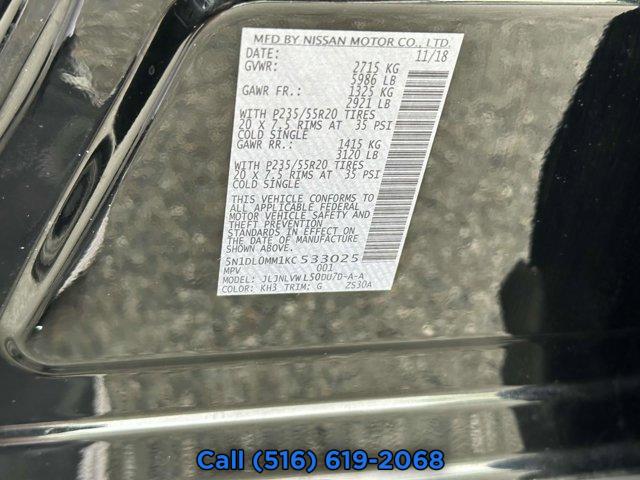 MFD BY NISSAN MOTOR CO., LTD.
DATE: 11/18
GVWR: 2715 KG
5986 LB
GAWR FR.: 1325 KG
2921 LB
WITH P235/55R20 TIRES
20 X 7.5 RIMS AT 35 PSI
COLD SINGLE
GAWR RR.: 1415 KG
3120 LB
WITH P235/55R20 TIRES
20 X 7.5 RIMS AT 35 PSI
COLD SINGLE
THIS VEHICLE CONFORMS TO
ALL APPLICABLE FEDERAL
MOTOR VEHICLE SAFETY AND
THEFT PREVENTION
STANDARDS IN EFFECT ON
THE DATE OF MANUFACTURE
SHOWN ABOVE.
5N1DL0MM1KC533025
MPV 001
MODEL: JLJNLVWL50DU7D-A-A
COLOR: KH3 TRIM: G ZS30A
Call (516) 619-2068